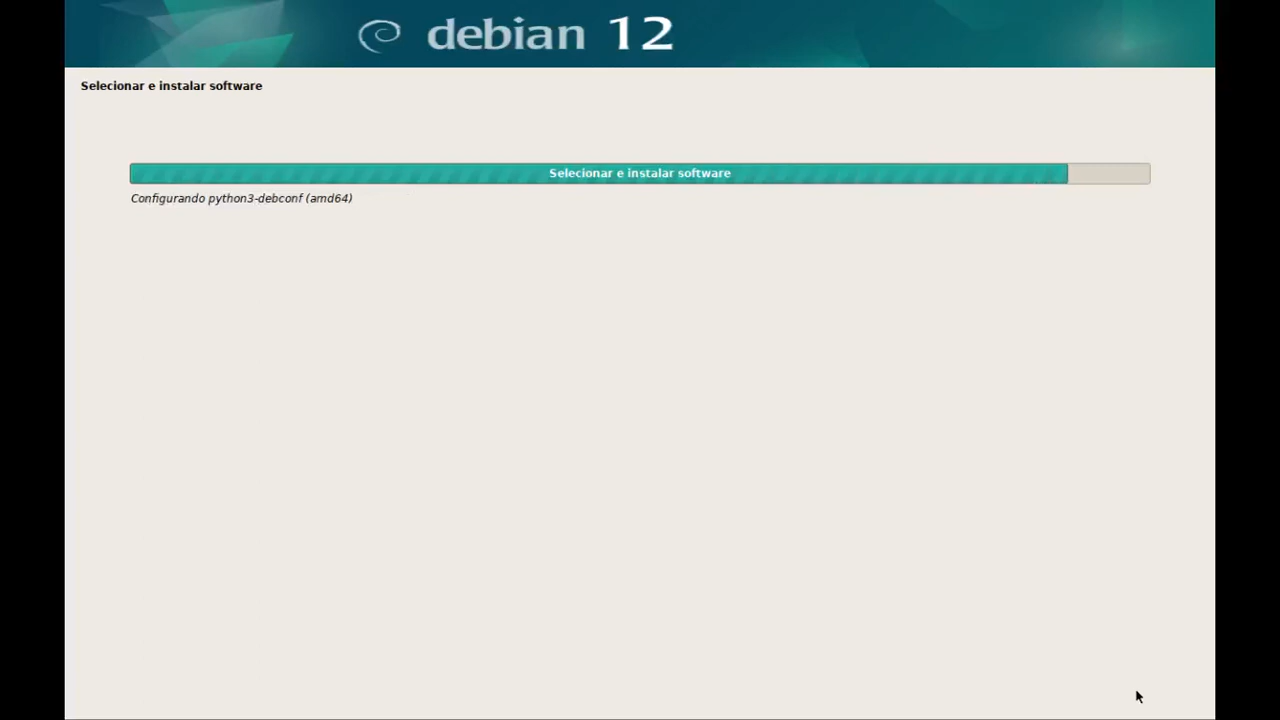 debian 12
Selecionar e instalar software
Selecionar e instalar software
Configurando python3-debconf (amd64)